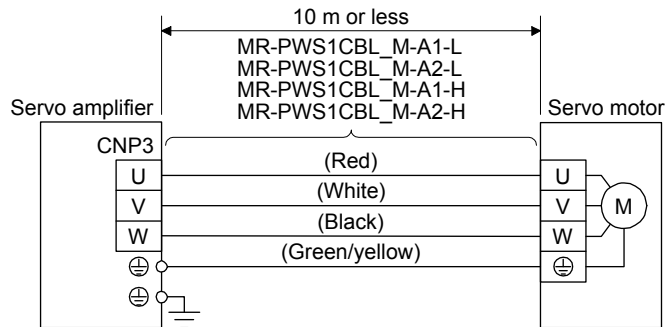 10 m or less
MR-PWS1CBL_M-A1-L
MR-PWS1CBL_M-A2-L
MR-PWS1CBL_M-A1-H
MR-PWS1CBL_M-A2-H
Servo amplifier
Servo motor
CNP3
U (Red) U
V (White) V M
W (Black) W
(Green/yellow)